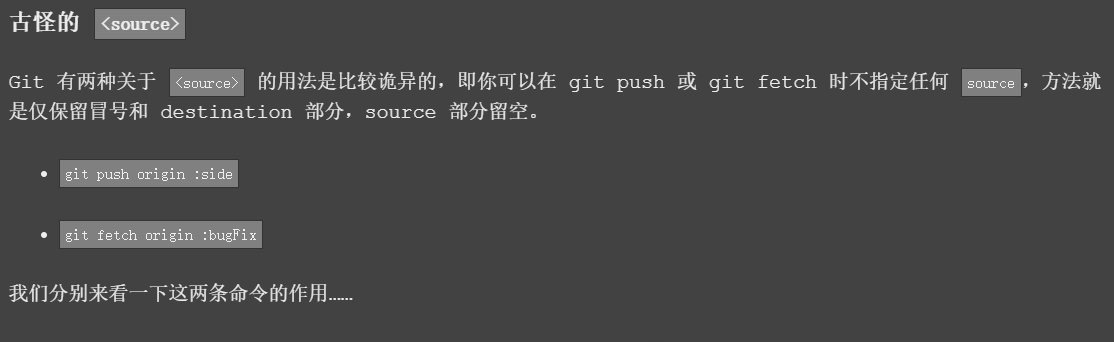 古怪的 <source>
Git 有两种关于 <source> 的用法是比较诡异的，即你可以在 git push 或 git fetch 时不指定任何 source，方法就
是仅保留冒号和 destination 部分，source 部分留空。
• git push origin :side
• git fetch origin :bugFix
我们分别来看一下这两条命令的作用……